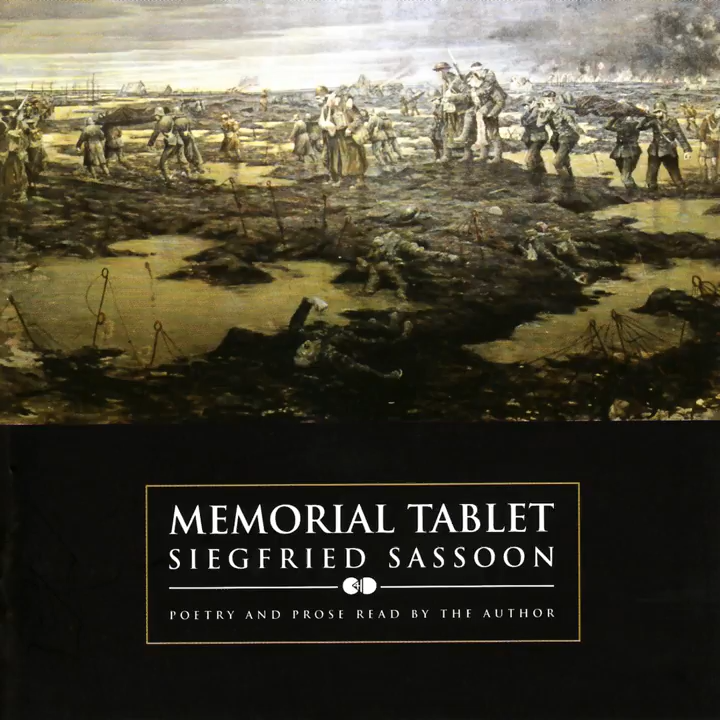 MEMORIAL TABLET
SIEGFRIED SASSOON
POETRY AND PROSE READ BY THE AUTHOR